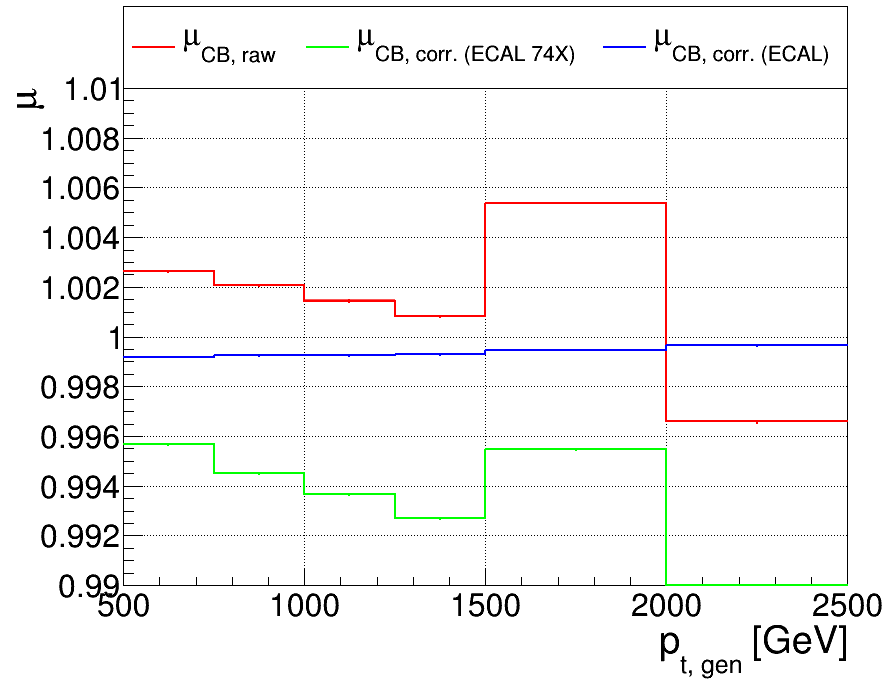 μCB, raw μCB, corr. (ECAL 74X) μCB, corr. (ECAL)
μ
1.01
1.008
1.006
1.004
1.002
1
0.998
0.996
0.994
0.992
0.99
500 1000 1500 2000 2500
pt, gen [GeV]